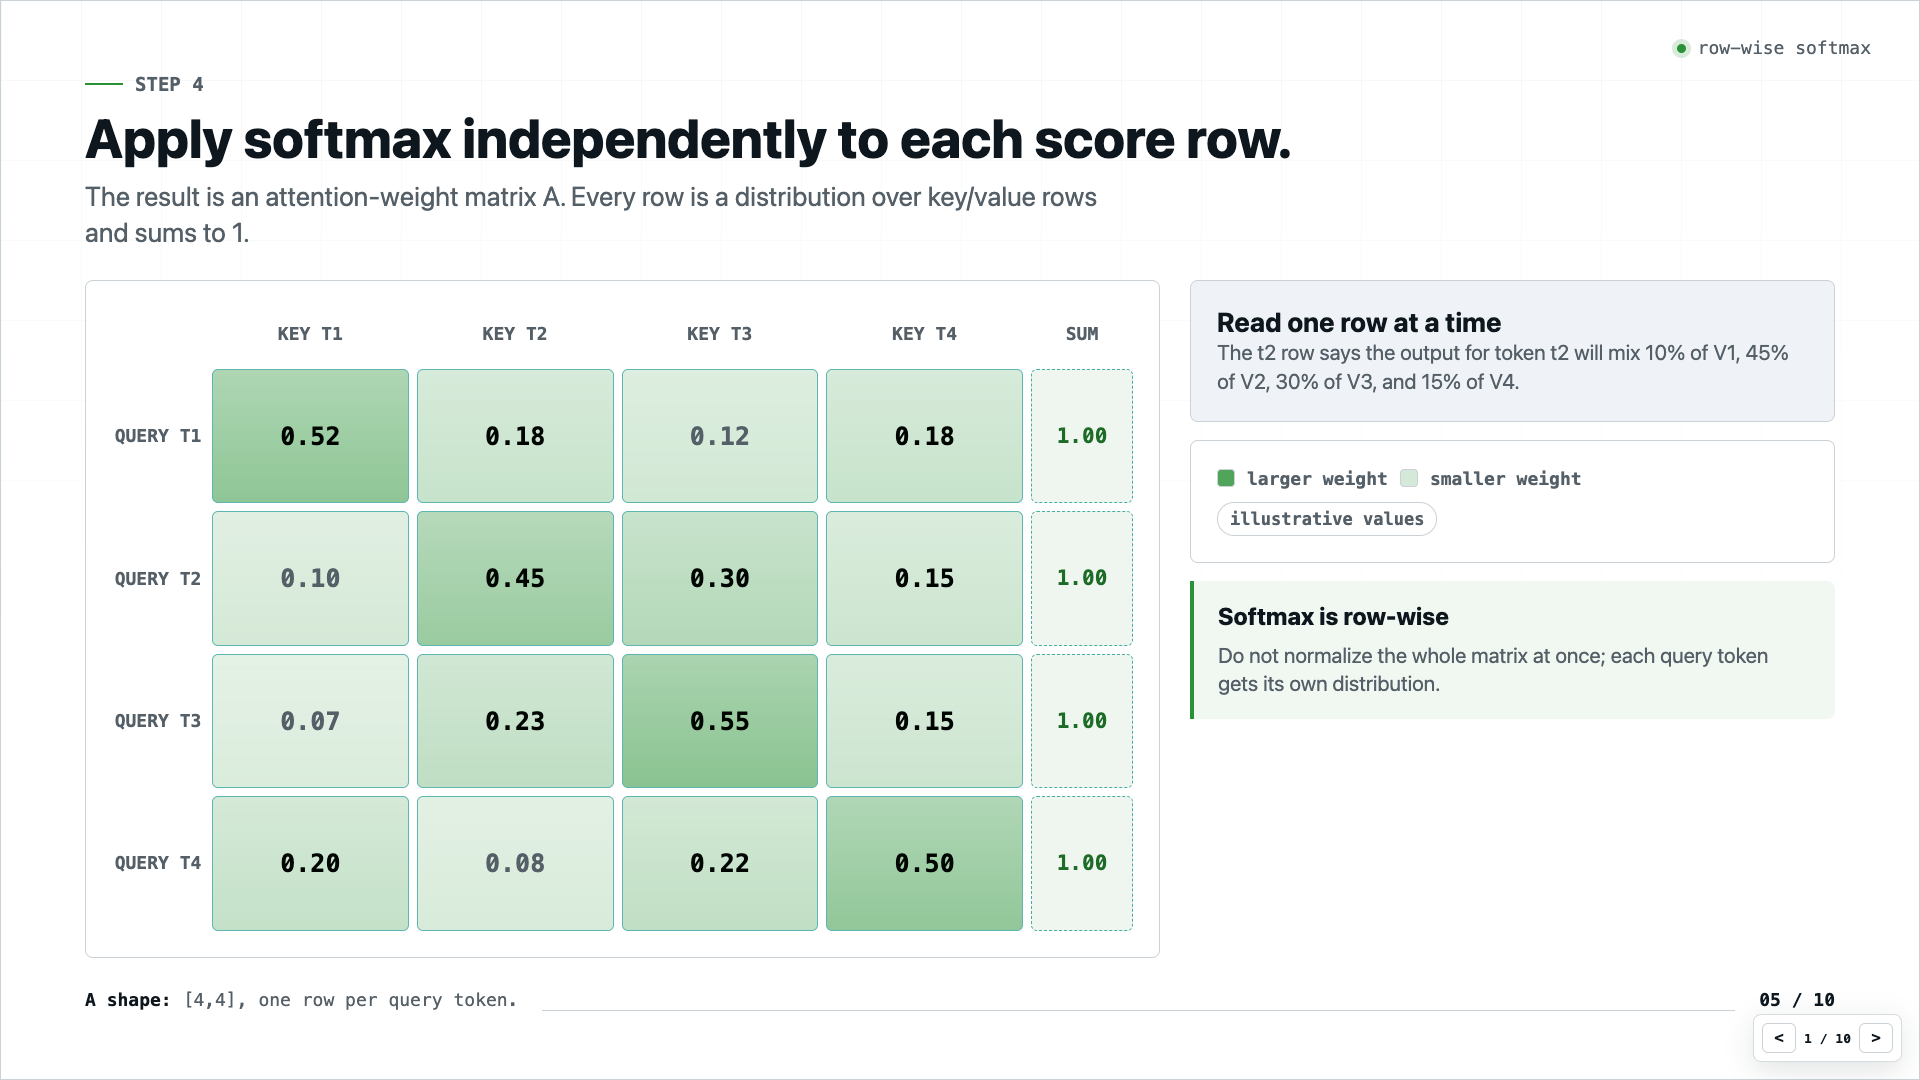 row-wise softmax
STEP 4
Apply softmax independently to each score row.
The result is an attention-weight matrix A. Every row is a distribution over key/value rows
and sums to 1.
KEY T1 KEY T2 KEY T3 KEY T4 SUM
QUERY T1 0.52 0.18 0.12 0.18 1.00
QUERY T2 0.10 0.45 0.30 0.15 1.00
QUERY T3 0.07 0.23 0.55 0.15 1.00
QUERY T4 0.20 0.08 0.22 0.50 1.00
Read one row at a time
The t2 row says the output for token t2 will mix 10% of V1, 45%
of V2, 30% of V3, and 15% of V4.
larger weight smaller weight
illustrative values
Softmax is row-wise
Do not normalize the whole matrix at once; each query token
gets its own distribution.
A shape: [4,4], one row per query token.
05 / 10
< 1 / 10 >